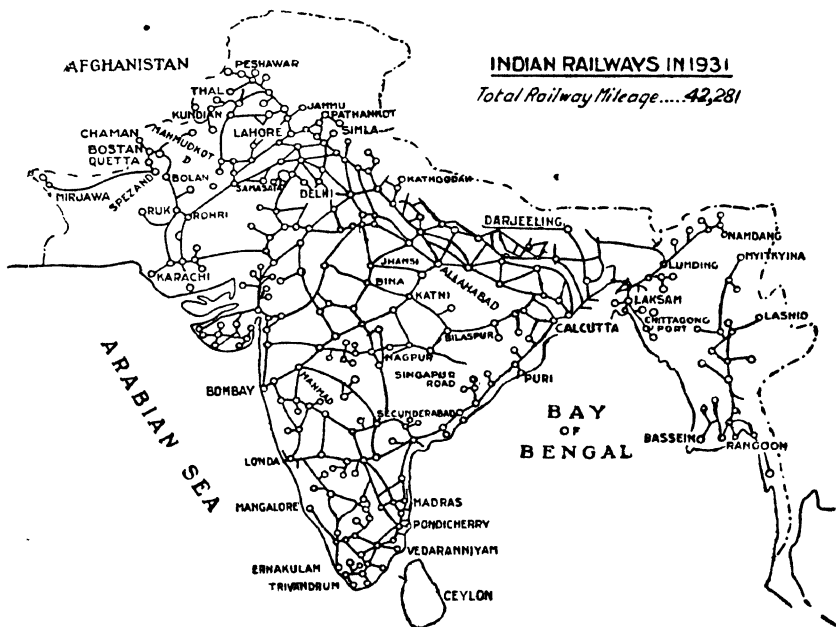 INDIAN RAILWAYS IN 1931
Total Railway Mileage.....42,281
AFGHANISTAN
PESHAWAR
THAL
KUNDIAN
JAMMU
PATHANKOT
LAHORE
SIMLA
CHAMAN
MAHMUDKOT
BOSTAN
QUETTA
SPEZAND
BOLAN
MIRJAWA
SAMASATA
DELHI
KATHGODAM
RUK
ROHRI
DARJEELING
NAMDANG
MYITKYINA
LUMDING
KARACHI
JHANSI
BINA
ALLAHABAD
KATNI
LAKSAM
CHITTAGONG
PORT
LASHIO
CALCUTTA
BILASPUR
NAGPUR
SINGAPUR
ROAD
PURI
ARABIAN SEA
BOMBAY
MANMAD
SECUNDERABAD
BAY
OF
BENGAL
BASSEIN
RANGOON
LONDA
MANGALORE
MADRAS
PONDICHERRY
VEDARANNIYAM
ERNAKULAM
TRIVANDRUM
CEYLON